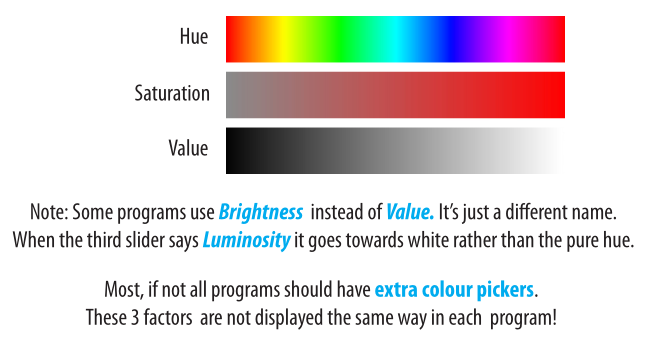 Hue
Saturation
Value
Note: Some programs use Brightness instead of Value. It's just a different name.
When the third slider says Luminosity it goes towards white rather than the pure hue.
Most, if not all programs should have extra colour pickers.
These 3 factors are not displayed the same way in each program!